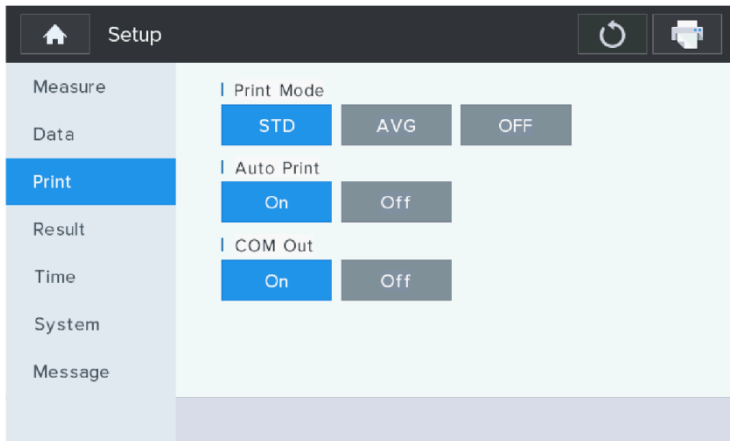 Setup
Measure
Data
Print
Result
Time
System
Message
Print Mode
STD AVG OFF
Auto Print
On Off
COM Out
On Off